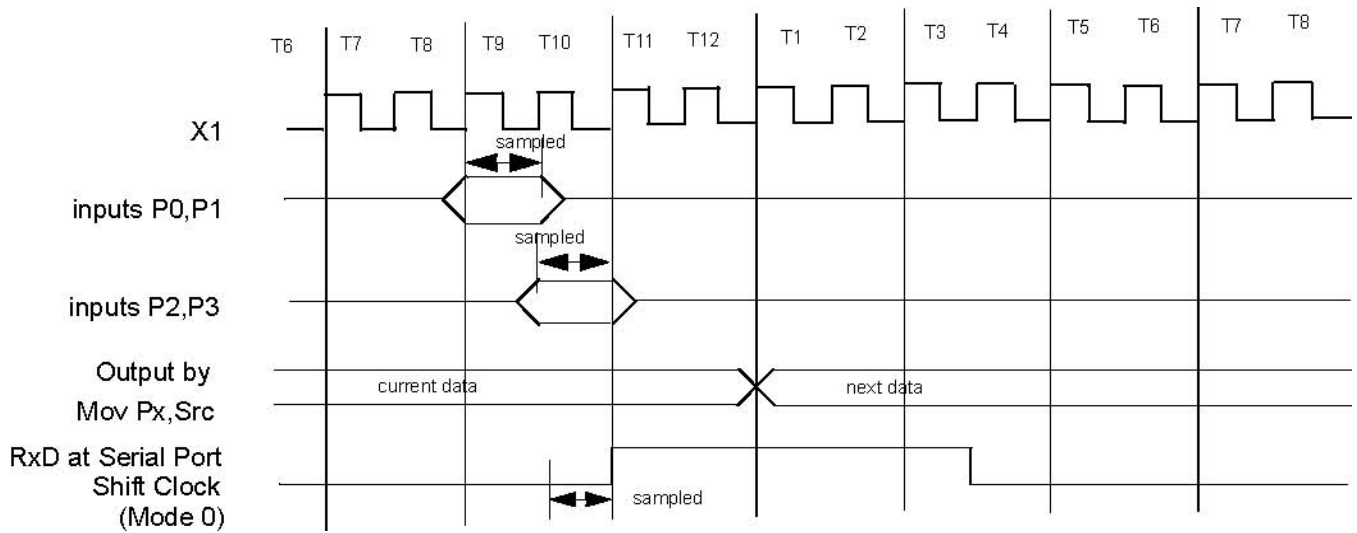 T6 T7 T8 T9 T10 T11 T12 T1 T2 T3 T4 T5 T6 T7 T8
X1
sampled
inputs P0,P1
sampled
inputs P2,P3
Output by
current data next data
Mov Px,Src
RxD at Serial Port
Shift Clock
sampled
(Mode 0)